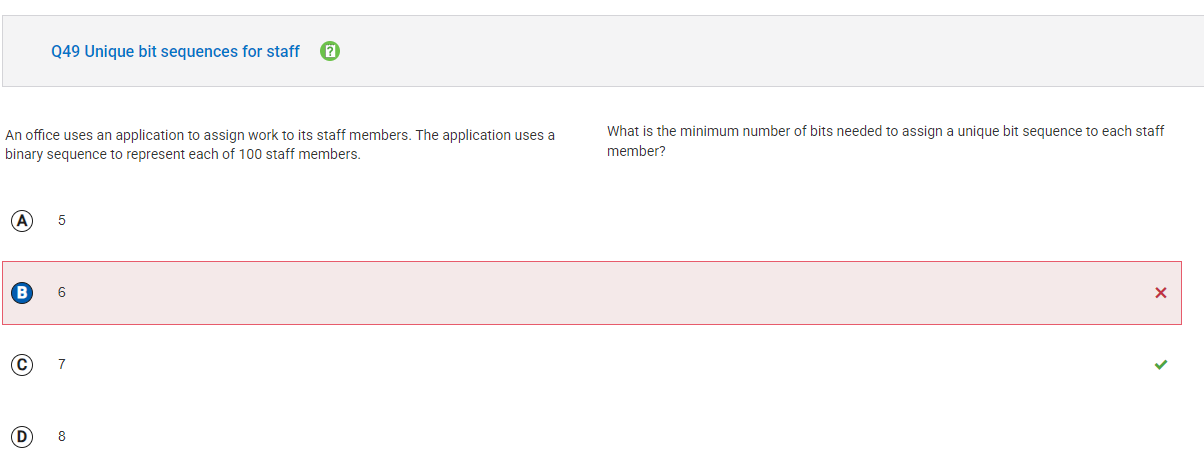 Q49 Unique bit sequences for staff ?
An office uses an application to assign work to its staff members. The application uses a
binary sequence to represent each of 100 staff members.
What is the minimum number of bits needed to assign a unique bit sequence to each staff
member?
A 5
B 6
C 7
D 8